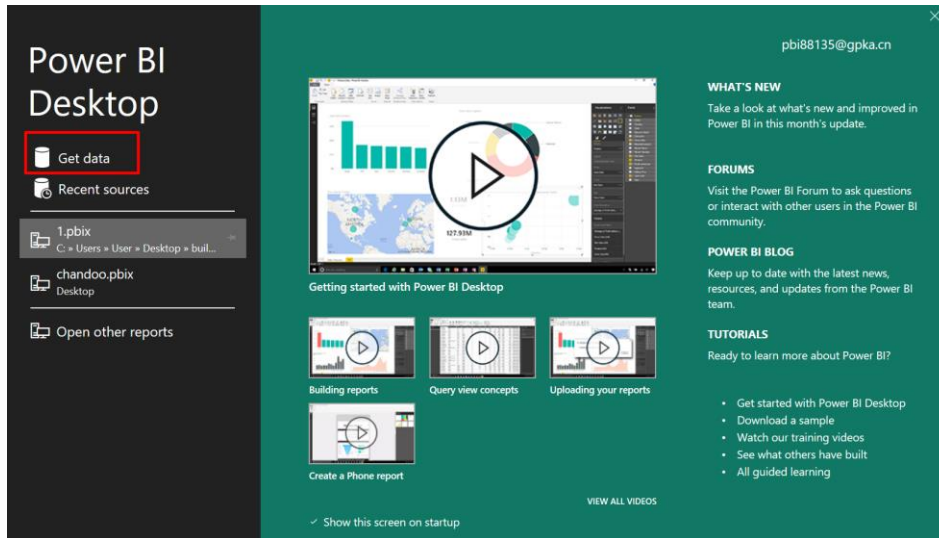 Power BI
Desktop
Get data
Recent sources
1.pbix
C: » Users » User » Desktop » buil...
chandoo.pbix
Desktop
Open other reports
127.93M
Getting started with Power BI Desktop
Building reports
Query view concepts
Uploading your reports
Create a Phone report
VIEW ALL VIDEOS
Show this screen on startup
pbi88135@gpka.cn
WHAT'S NEW
Take a look at what's new and improved in
Power BI in this month's update.
FORUMS
Visit the Power BI Forum to ask questions
or interact with other users in the Power BI
community.
POWER BI BLOG
Keep up to date with the latest news,
resources, and updates from the Power BI
team.
TUTORIALS
Ready to learn more about Power BI?
• Get started with Power BI Desktop
• Download a sample
• Watch our training videos
• See what others have built
• All guided learning